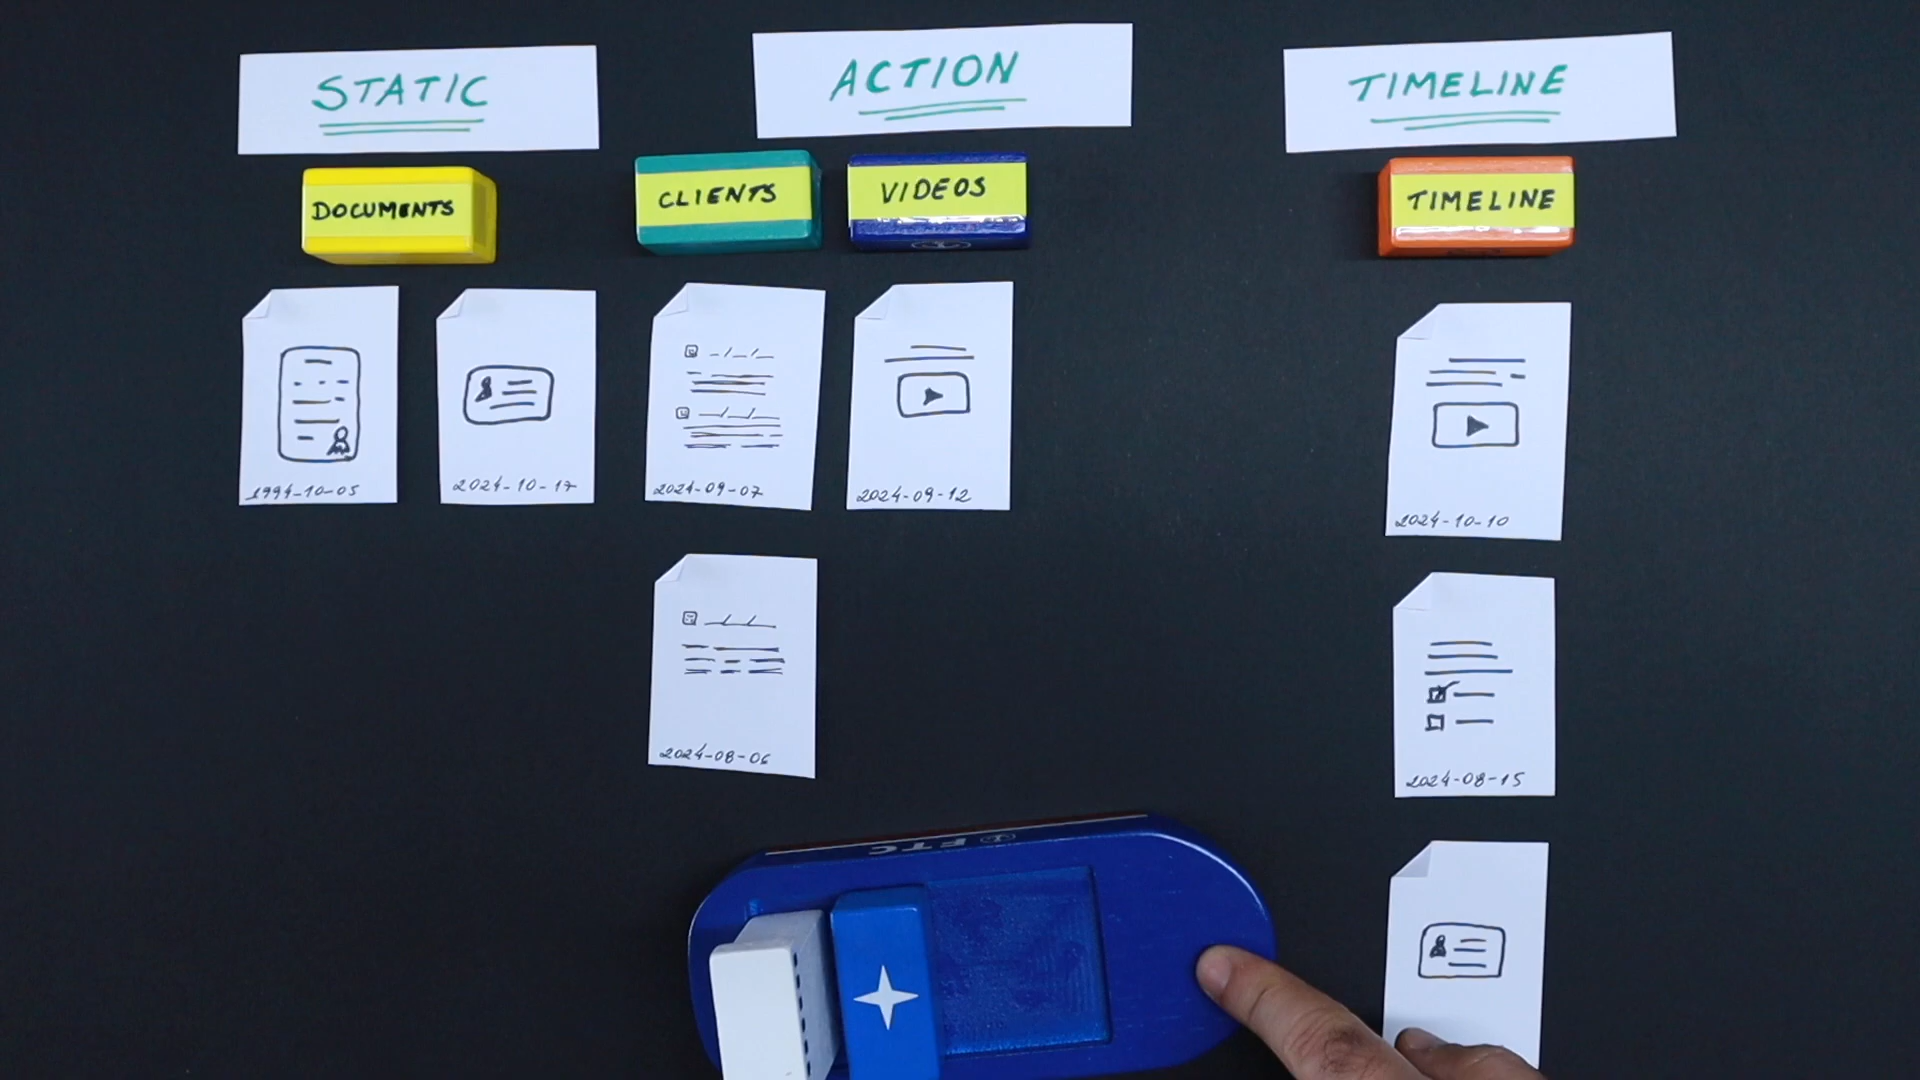 STATIC
ACTION
TIMELINE
DOCUMENTS
CLIENTS
VIDEOS
TIMELINE
1994-10-05
2024-10-17
2024-09-07
2024-09-12
2024-10-10
2024-08-06
2024-08-15
FTC